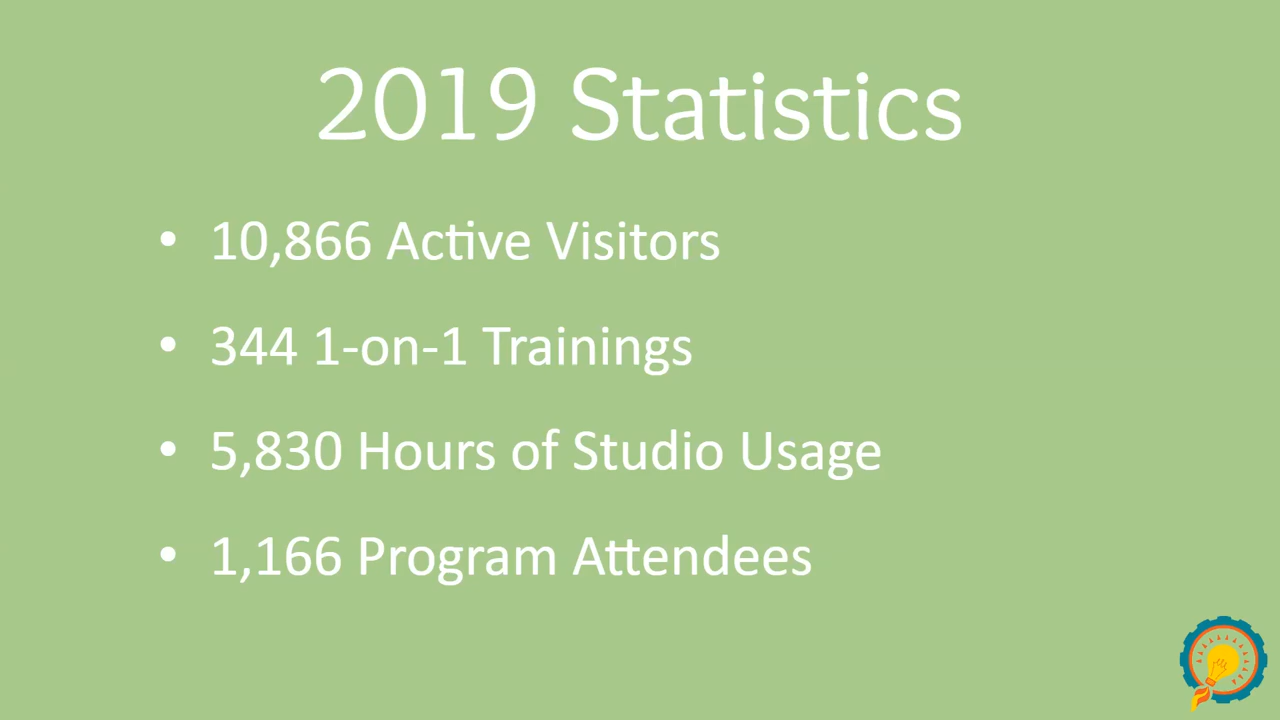 2019 Statistics
• 10,866 Active Visitors
• 344 1-on-1 Trainings
• 5,830 Hours of Studio Usage
• 1,166 Program Attendees